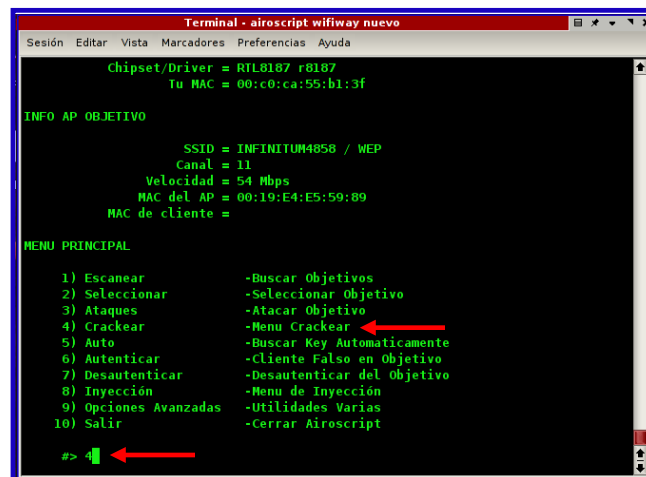 Terminal - airoscript wifiway nuevo
Sesión Editar Vista Marcadores Preferencias Ayuda
Chipset/Driver = RTL8187 r8187
Tu MAC = 00:c0:ca:55:b1:3f
INFO AP OBJETIVO
SSID = INFINITUM4858 / WEP
Canal = 11
Velocidad = 54 Mbps
MAC del AP = 00:19:E4:E5:59:89
MAC de cliente =
MENU PRINCIPAL
1) Escanear -Buscar Objetivos
2) Seleccionar -Seleccionar Objetivo
3) Ataques -Atacar Objetivo
4) Crackear -Menu Crackear
5) Auto -Buscar Key Automaticamente
6) Autenticar -Cliente Falso en Objetivo
7) Desautenticar -Desautenticar del Objetivo
8) Inyección -Menu de Inyección
9) Opciones Avanzadas -Utilidades Varias
10) Salir -Cerrar Airoscript
#> 4